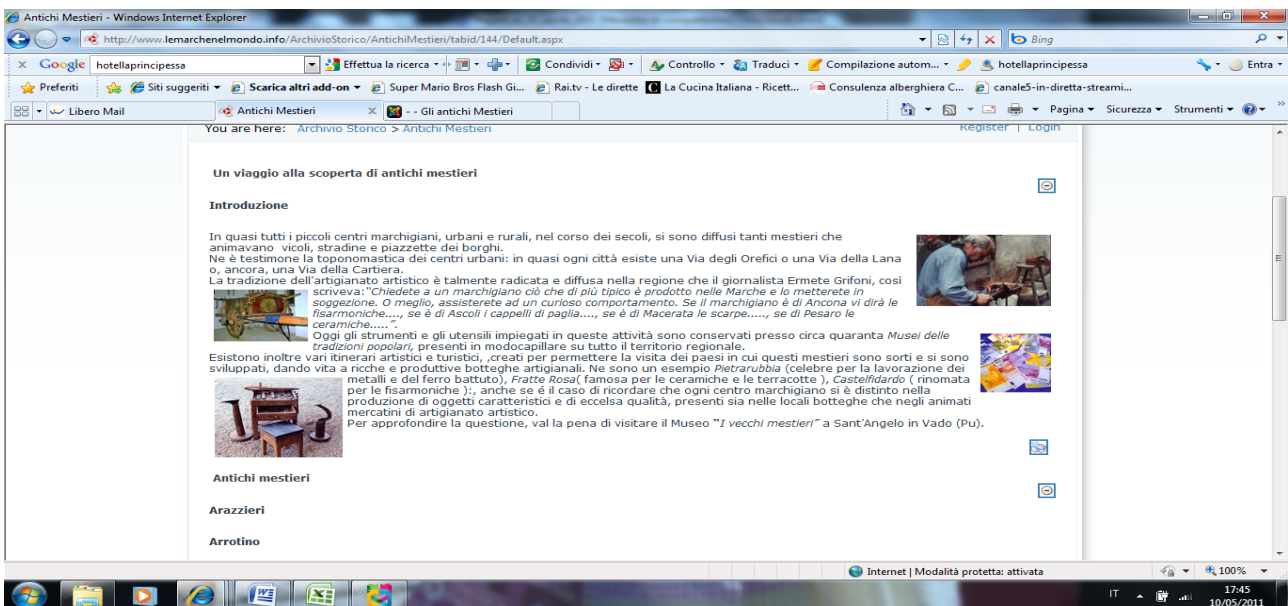 Antichi Mestieri - Windows Internet Explorer
http://www.lemarchenelmondo.info/ArchivioStorico/AntichiMestieri/tabid/144/Default.aspx
Bing
x Google hotellaprincipessa Effettua la ricerca Condividi Controllo Traduci Compilazione autom... hotellaprincipessa Entra
Preferiti Siti suggeriti Scarica altri add-on Super Mario Bros Flash Gi... Rai.tv - Le dirette La Cucina Italiana - Ricett... Consulenza alberghiera C... canale5-in-diretta-streami...
Libero Mail Antichi Mestieri x - - Gli antichi Mestieri Pagina Sicurezza Strumenti
You are here: Archivio Storico > Antichi Mestieri Register | Login
Un viaggio alla scoperta di antichi mestieri
Introduzione
In quasi tutti i piccoli centri marchigiani, urbani e rurali, nel corso dei secoli, si sono diffusi tanti mestieri che
animavano vicoli, stradine e piazzette dei borghi.
Ne è testimone la toponomastica dei centri urbani: in quasi ogni città esiste una Via degli Orefici o una Via della Lana
o, ancora, una Via della Cartiera.
La tradizione dell'artigianato artistico è talmente radicata e diffusa nella regione che il giornalista Ermete Grifoni, così
scriveva:"Chiedete a un marchigiano ciò che di più tipico è prodotto nelle Marche e lo metterete in
soggezione. O meglio, assisterete ad un curioso comportamento. Se il marchigiano è di Ancona vi dirà le
fisarmoniche...., se è di Ascoli i cappelli di paglia...., se è di Macerata le scarpe....., se di Pesaro le
ceramiche.....".
Oggi gli strumenti e gli utensili impiegati in queste attività sono conservati presso circa quaranta Musei delle
tradizioni popolari, presenti in modocapillare su tutto il territorio regionale.
Esistono inoltre vari itinerari artistici e turistici, ,creati per permettere la visita dei paesi in cui questi mestieri sono sorti e si sono
sviluppati, dando vita a ricche e produttive botteghe artigianali. Ne sono un esempio Pietrarubbia (celebre per la lavorazione dei
metalli e del ferro battuto), Fratte Rosa( famosa per le ceramiche e le terracotte ), Castelfidardo ( rinomata
per le fisarmoniche ):, anche se é il caso di ricordare che ogni centro marchigiano si è distinto nella
produzione di oggetti caratteristici e di eccelsa qualità, presenti sia nelle locali botteghe che negli animati
mercatini di artigianato artistico.
Per approfondire la questione, val la pena di visitare il Museo "I vecchi mestieri" a Sant'Angelo in Vado (Pu).
Antichi mestieri
Arazzieri
Arrotino
Internet | Modalità protetta: attivata 100%
IT 17:45
10/05/2011